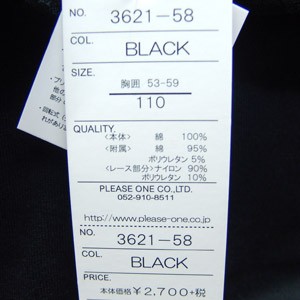 NO. 3621-58
COL. BLACK
SIZE. 胸囲 53-59
110
QUALITY.
<本体> 綿 100%
<附属> 綿 95%
ポリウレタン 5%
<レース部分>ナイロン 90%
ポリウレタン 10%
PLEASE ONE CO.,LTD.
052-910-8511
http://www.please-one.co.jp
NO. 3621-58
COL. BLACK
PRICE.
本体価格 ¥2,700+税